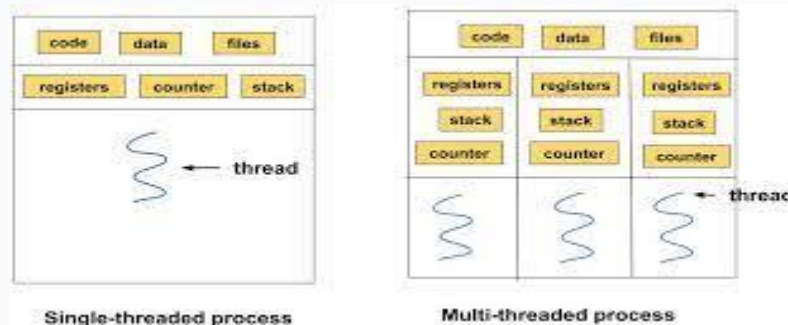 code data files
registers counter stack
thread
Single-threaded process
code data files
registers registers registers
stack stack stack
counter counter counter
thread
Multi-threaded process